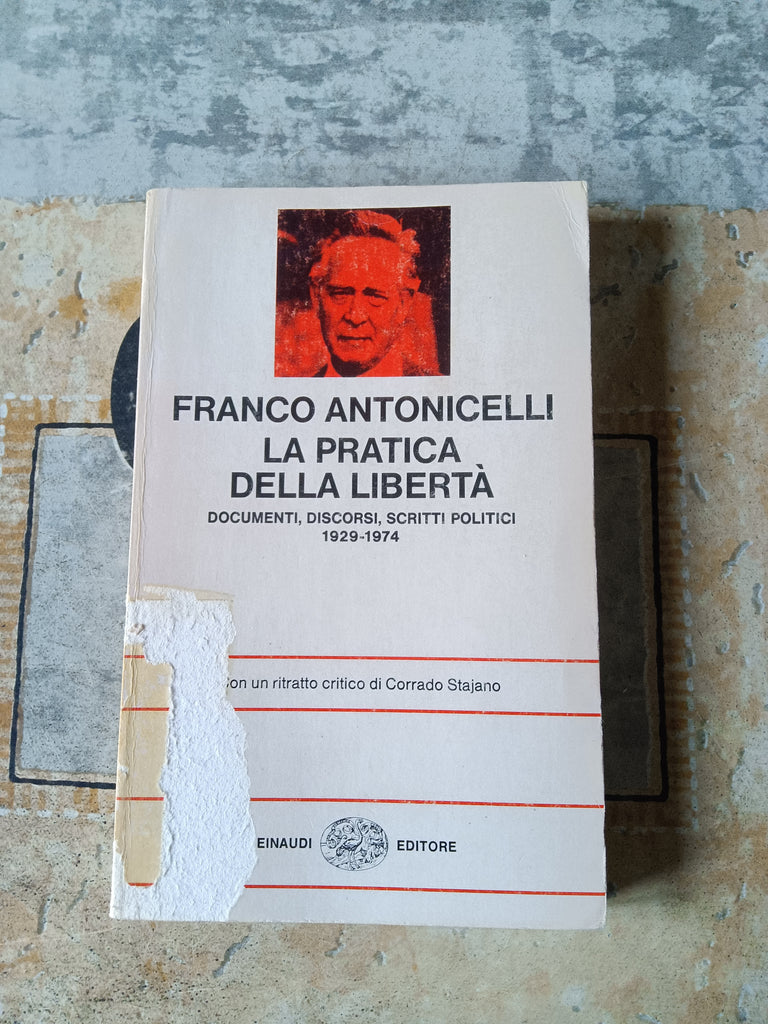 FRANCO ANTONICELLI
LA PRATICA
DELLA LIBERTÀ
DOCUMENTI, DISCORSI, SCRITTI POLITICI
1929-1974
con un ritratto critico di Corrado Stajano
EINAUDI EDITORE